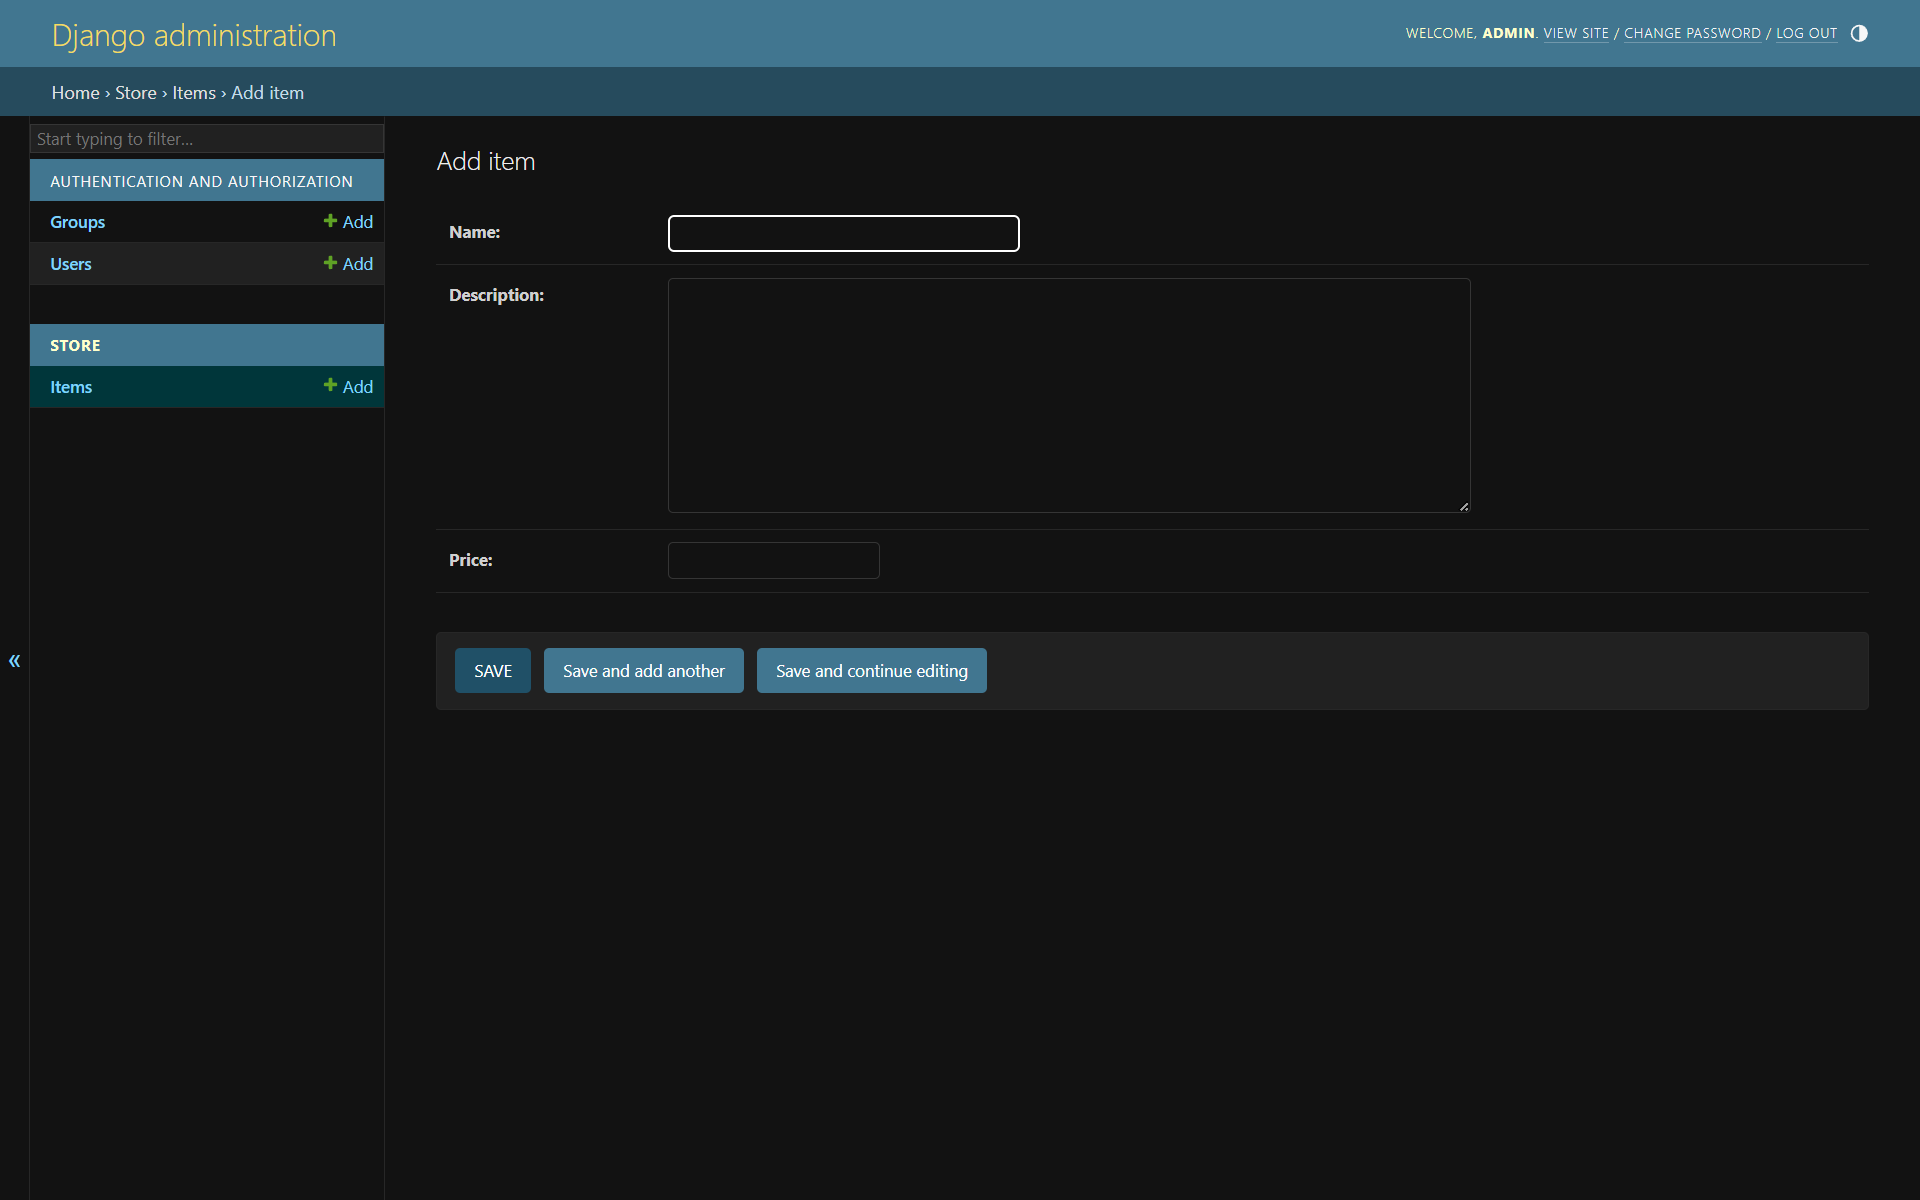 Django administration
WELCOME, ADMIN. VIEW SITE / CHANGE PASSWORD / LOG OUT
Home › Store › Items › Add item
Start typing to filter...
AUTHENTICATION AND AUTHORIZATION
Groups
Add
Users
Add
STORE
Items
Add
«
Add item
Name:
Description:
Price:
SAVE
Save and add another
Save and continue editing